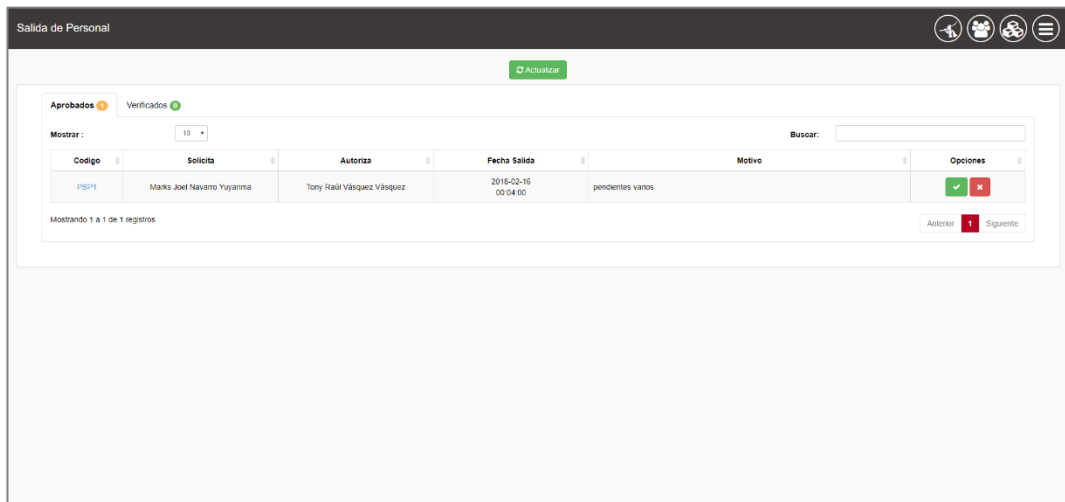 Salida de Personal
Actualizar
Aprobados 1 Verificados 0
Mostrar : 10 Buscar:
Codigo Solicita Autoriza Fecha Salida Motivo Opciones
PSP1 Marks Joel Navarro Yuyarima Tony Raúl Vásquez Vásquez 2018-02-16 pendientes varios
00:04:00
Mostrando 1 a 1 de 1 registros
Anterior 1 Siguiente